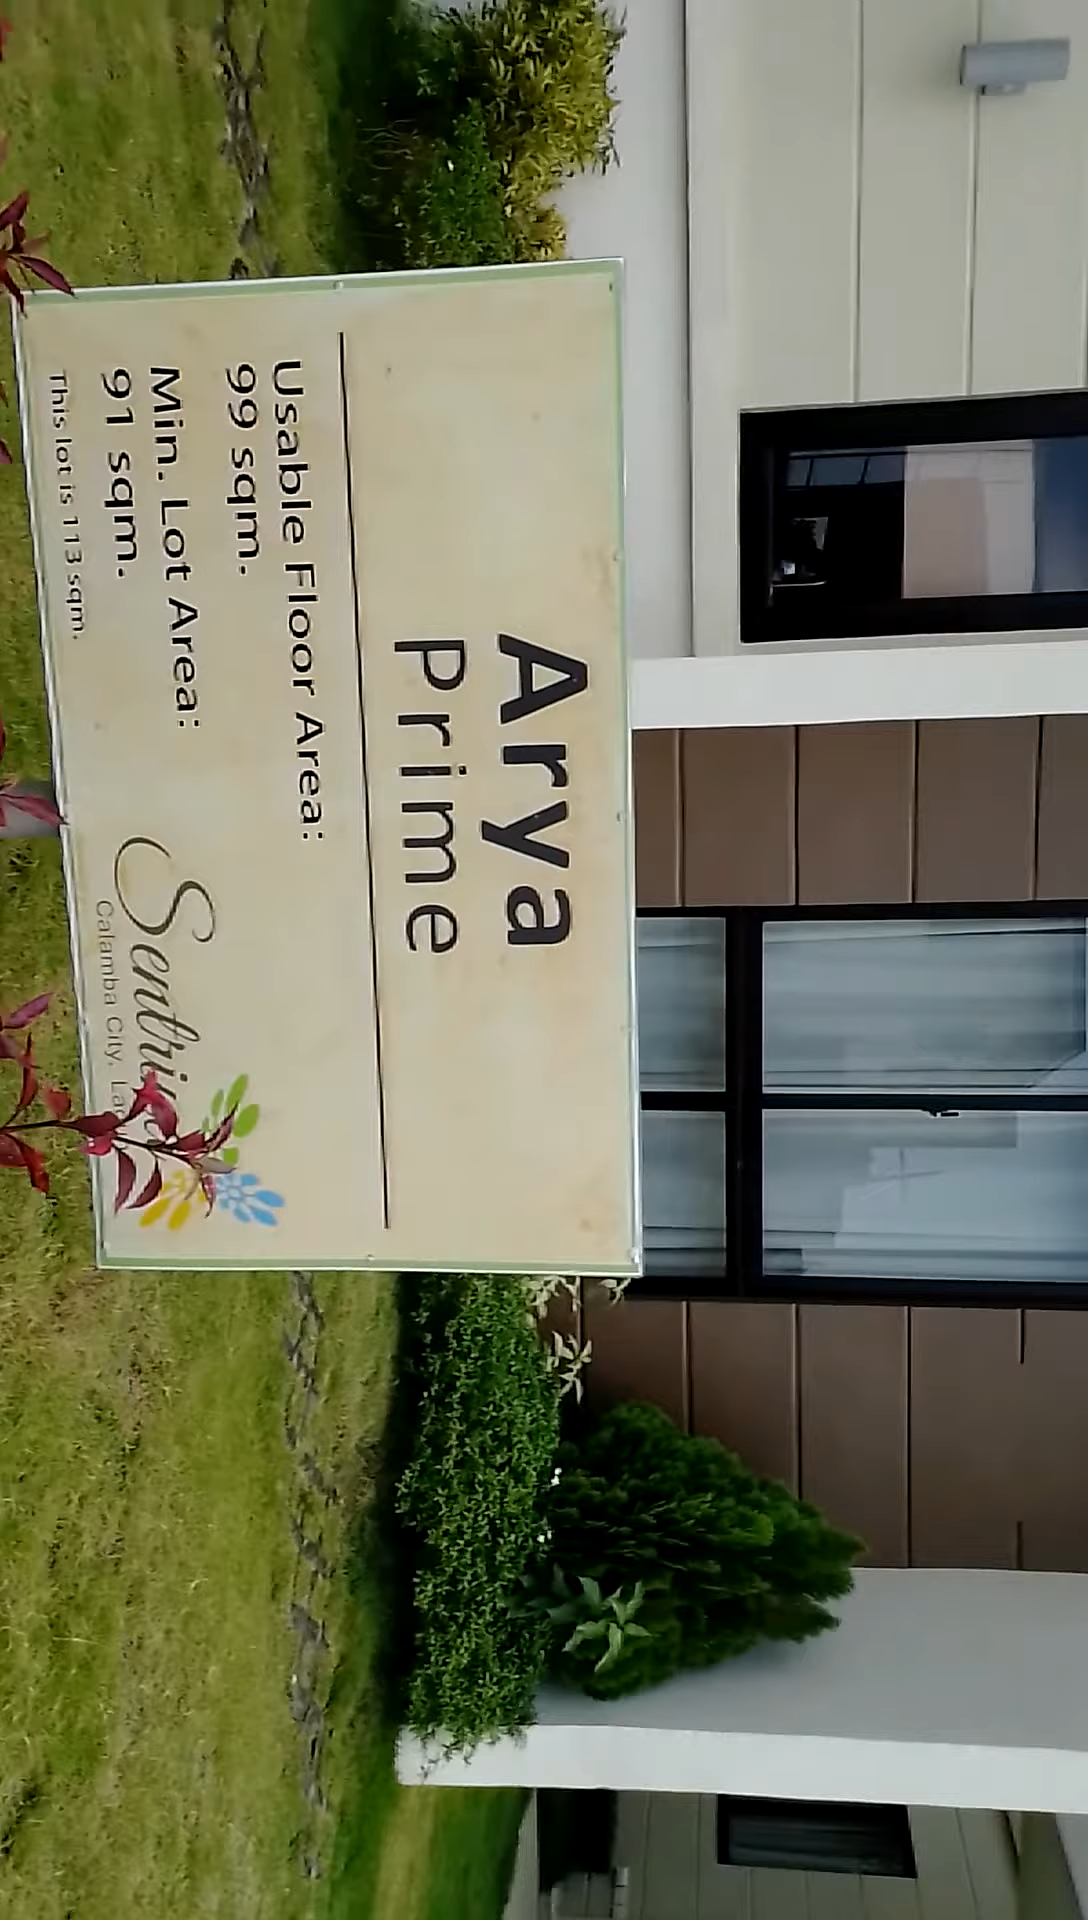 Arya
Prime
Usable Floor Area:
99 sqm.
Min. Lot Area:
91 sqm.
This lot is 113 sqm.
Calamba City,